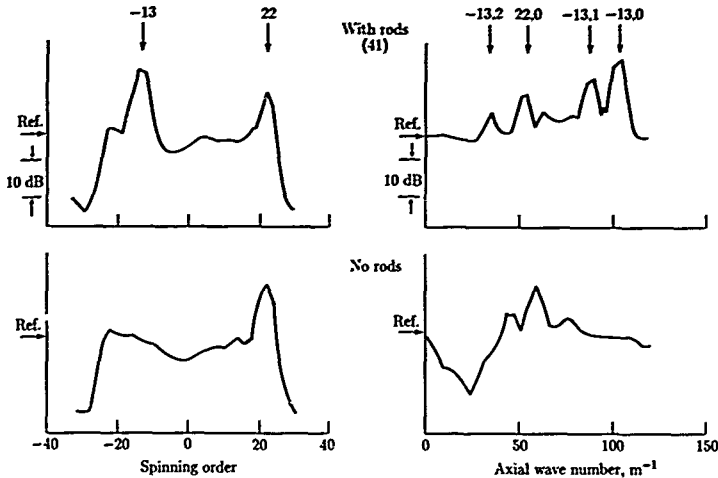 −13
22
With rods
(41)
−13,2
22,0
−13,1
−13,0
Ref.
10 dB
Ref.
10 dB
No rods
Ref.
Ref.
−40
−20
0
20
40
Spinning order
0
50
100
150
Axial wave number, m⁻¹